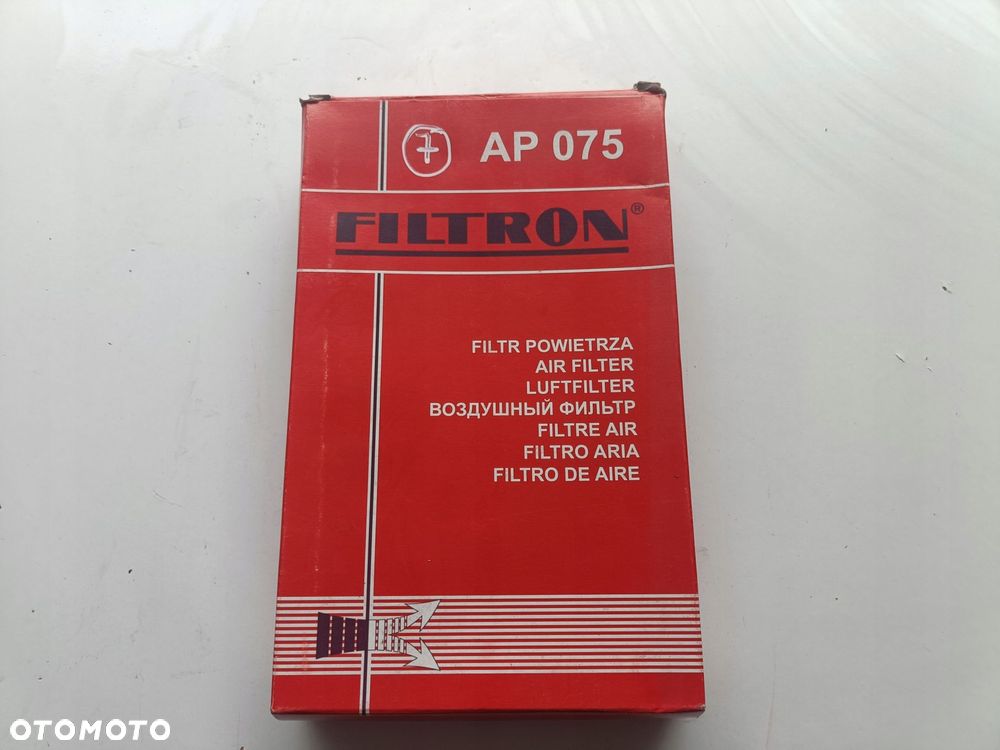 7 AP 075
FILTRON®
FILTR POWIETRZA
AIR FILTER
LUFTFILTER
ВОЗДУШНЫЙ ФИЛЬТР
FILTRE AIR
FILTRO ARIA
FILTRO DE AIRE
OTOMOTO